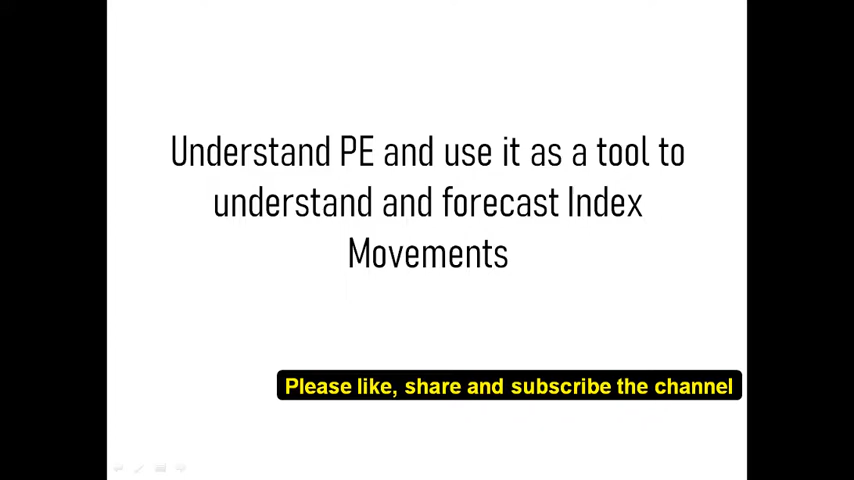 Understand PE and use it as a tool to
understand and forecast Index
Movements
Please like, share and subscribe the channel